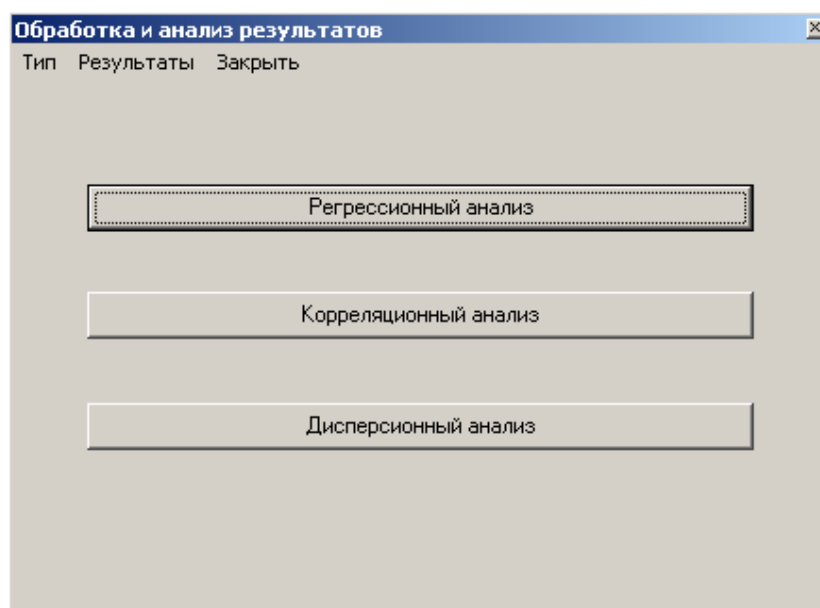 Обработка и анализ результатов
Тип Результаты Закрыть
Регрессионный анализ
Корреляционный анализ
Дисперсионный анализ